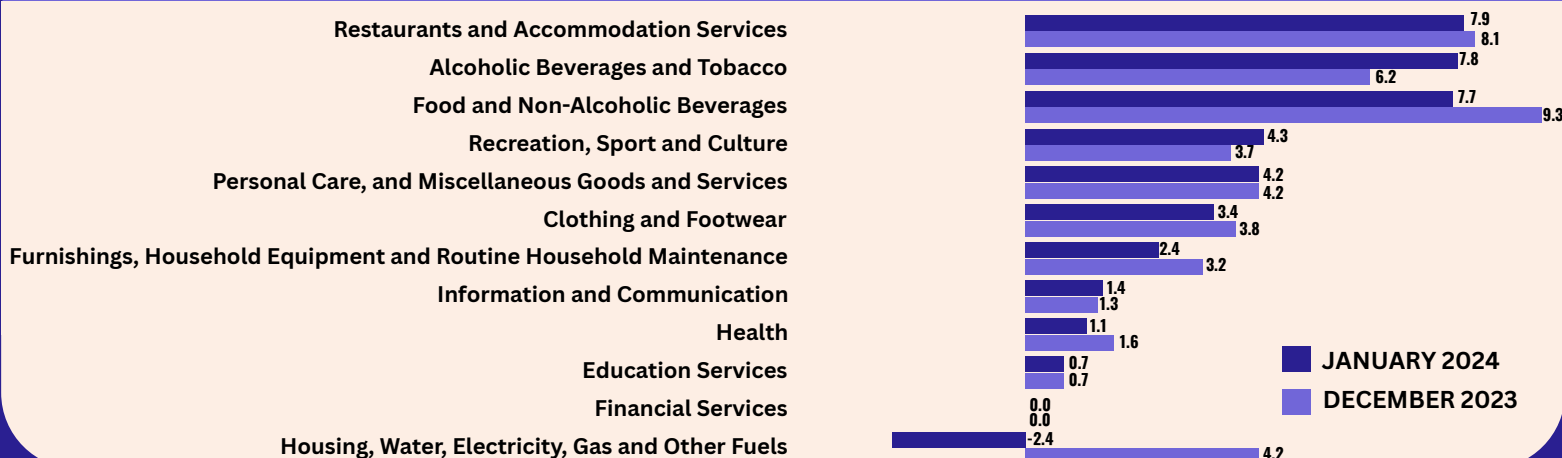 Restaurants and Accommodation Services 7.9
8.1
Alcoholic Beverages and Tobacco 7.8
6.2
Food and Non-Alcoholic Beverages 7.7
9.3
Recreation, Sport and Culture 4.3
3.7
Personal Care, and Miscellaneous Goods and Services 4.2
4.2
Clothing and Footwear 3.4
3.8
Furnishings, Household Equipment and Routine Household Maintenance 2.4
3.2
Information and Communication 1.4
1.3
Health 1.1
1.6
Education Services 0.7
0.7
Financial Services 0.0
0.0
Housing, Water, Electricity, Gas and Other Fuels -2.4
4.2
JANUARY 2024
DECEMBER 2023